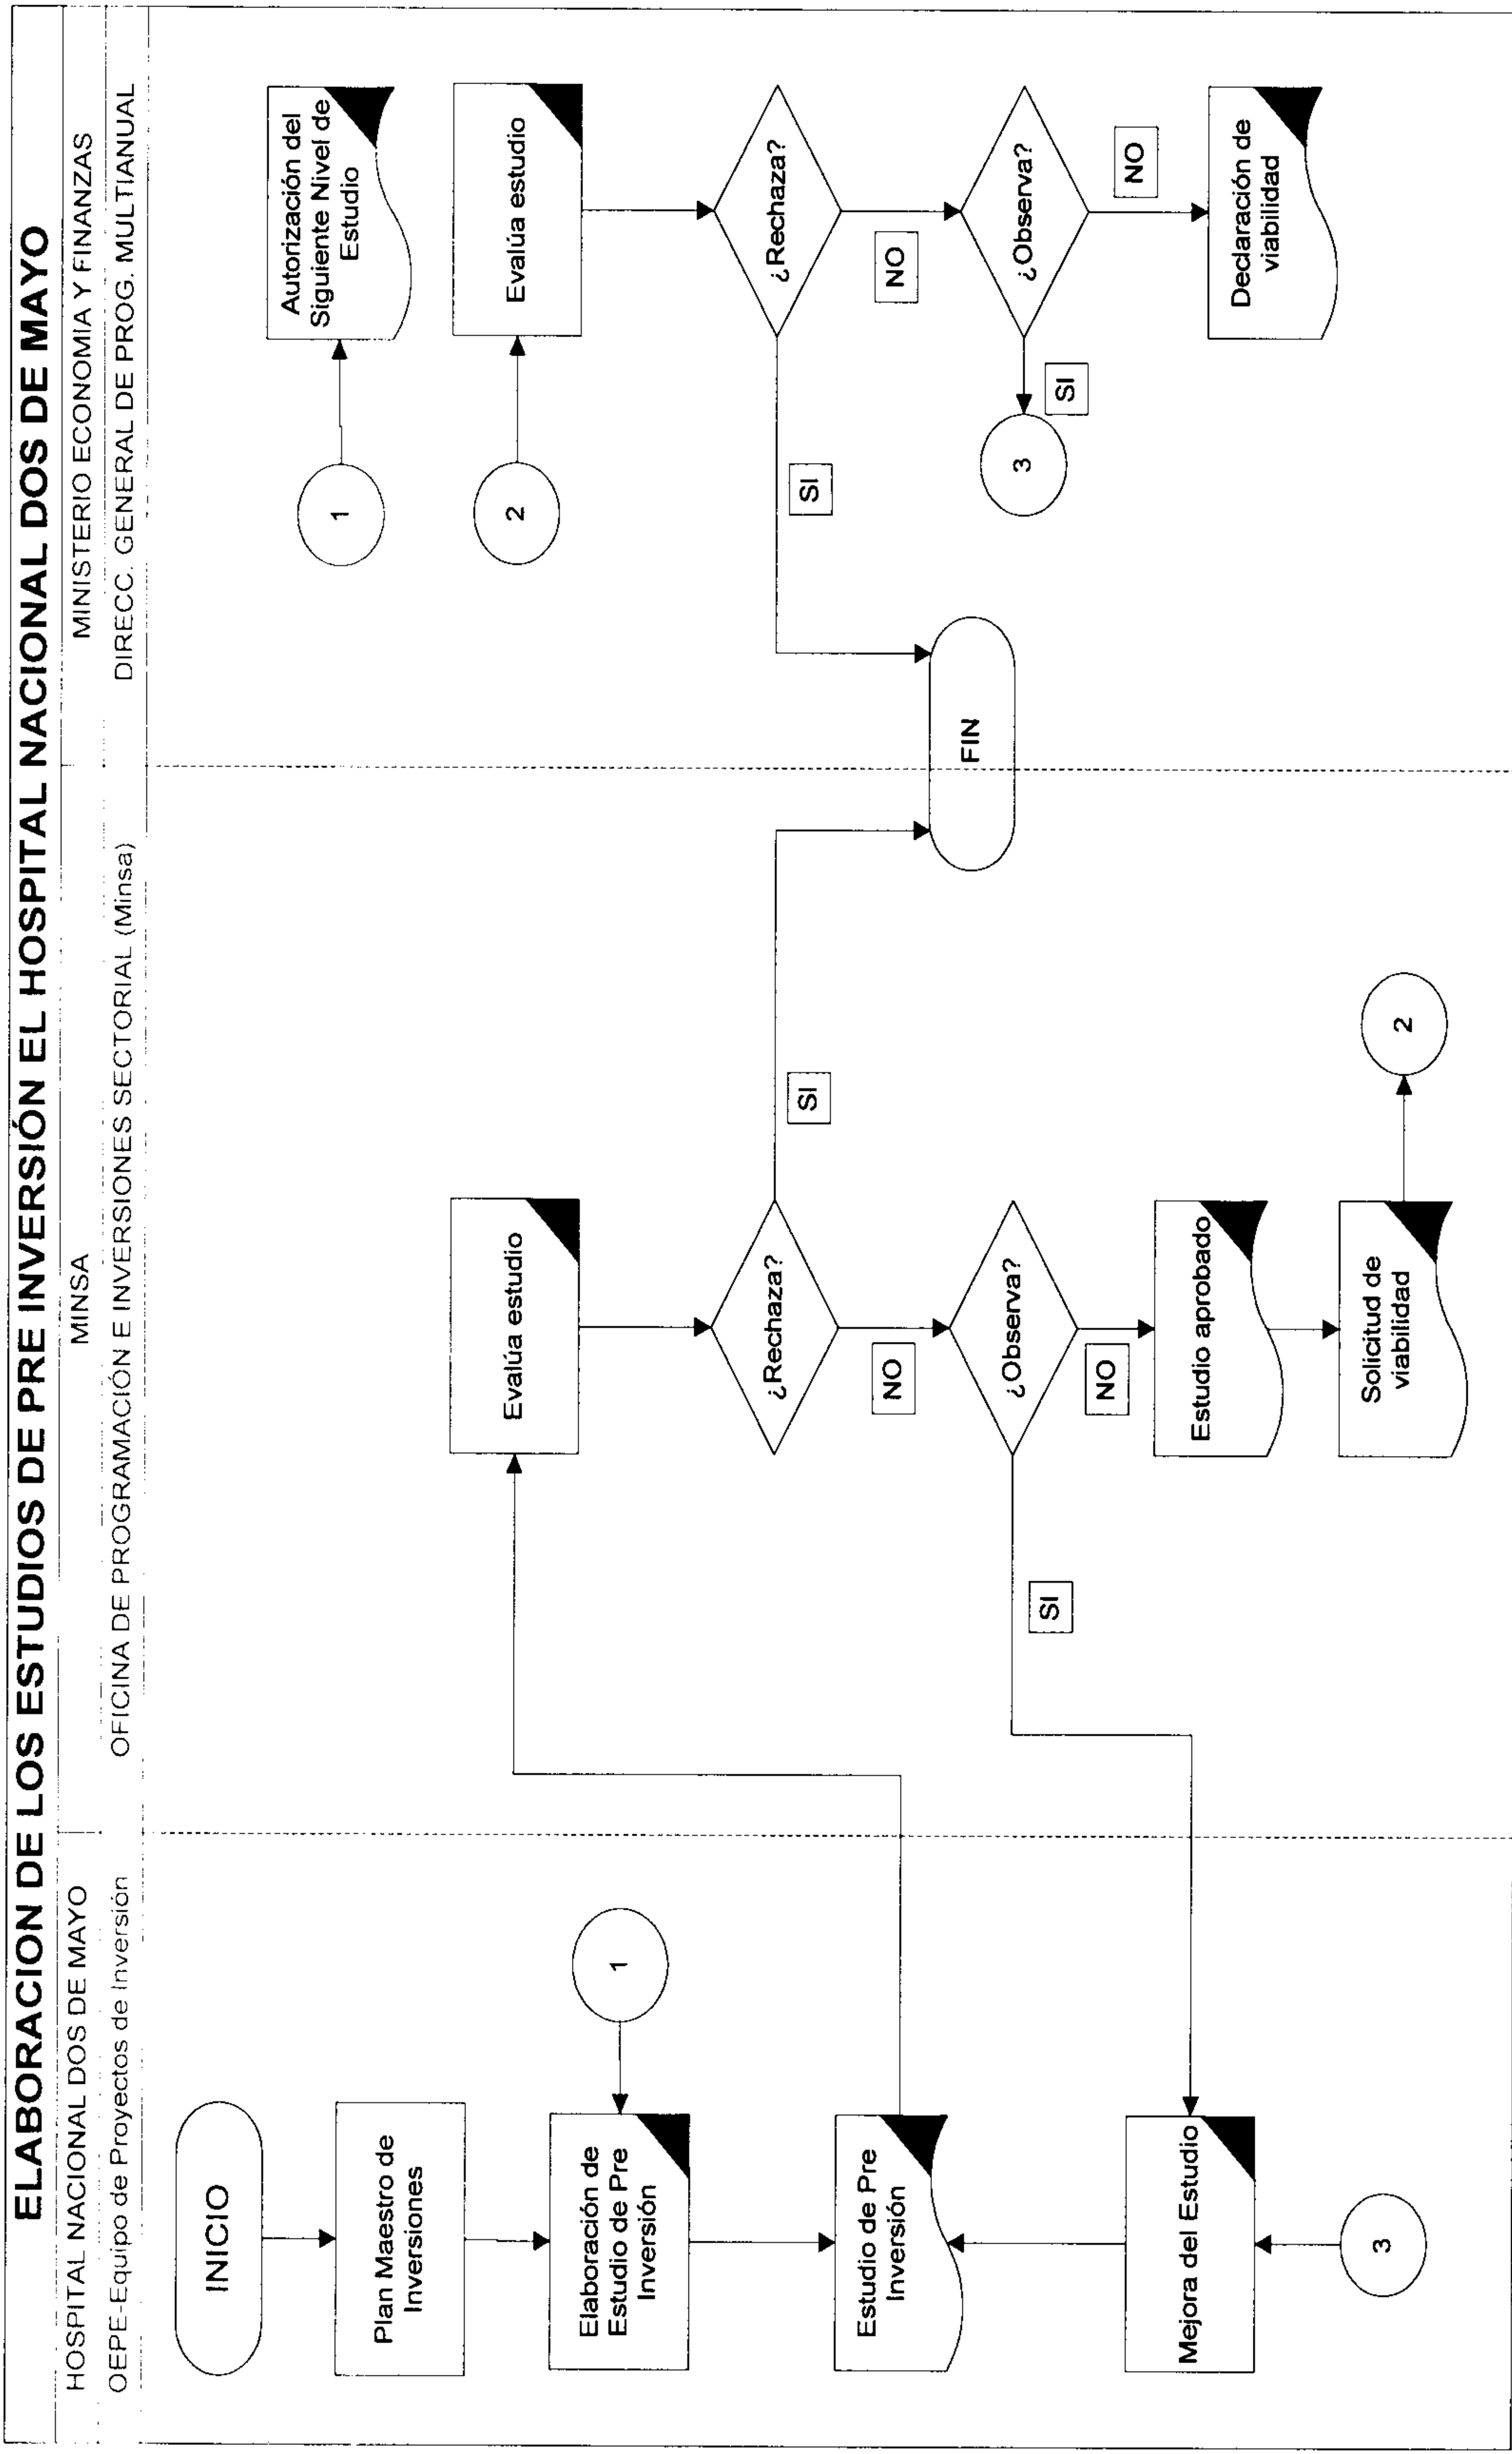 ELABORACION DE LOS ESTUDIOS DE PRE INVERSIÓN EL HOSPITAL NACIONAL DOS DE MAYO
HOSPITAL NACIONAL DOS DE MAYO
MINSA
MINISTERIO ECONOMIA Y FINANZAS
OEPE-Equipo de Proyectos de Inversión
OFICINA DE PROGRAMACIÓN E INVERSIONES SECTORIAL (Minsa)
DIRECC. GENERAL DE PROG. MULTIANUAL
INICIO
Plan Maestro de
Inversiones
Elaboración de
Estudio de Pre
Inversión
1
Estudio de Pre
Inversión
Mejora del Estudio
3
Evalúa estudio
¿Rechaza?
SI
NO
¿Observa?
SI
NO
Estudio aprobado
Solicitud de
viabilidad
2
FIN
1
Autorización del
Siguiente Nivel de
Estudio
2
Evalúa estudio
¿Rechaza?
SI
NO
¿Observa?
SI
3
NO
Declaración de
viabilidad